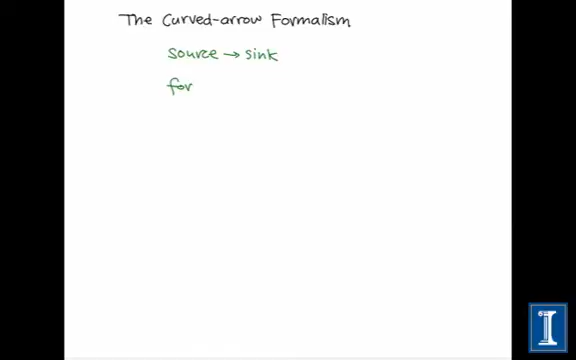 The Curved-arrow Formalism
source → sink
for
I